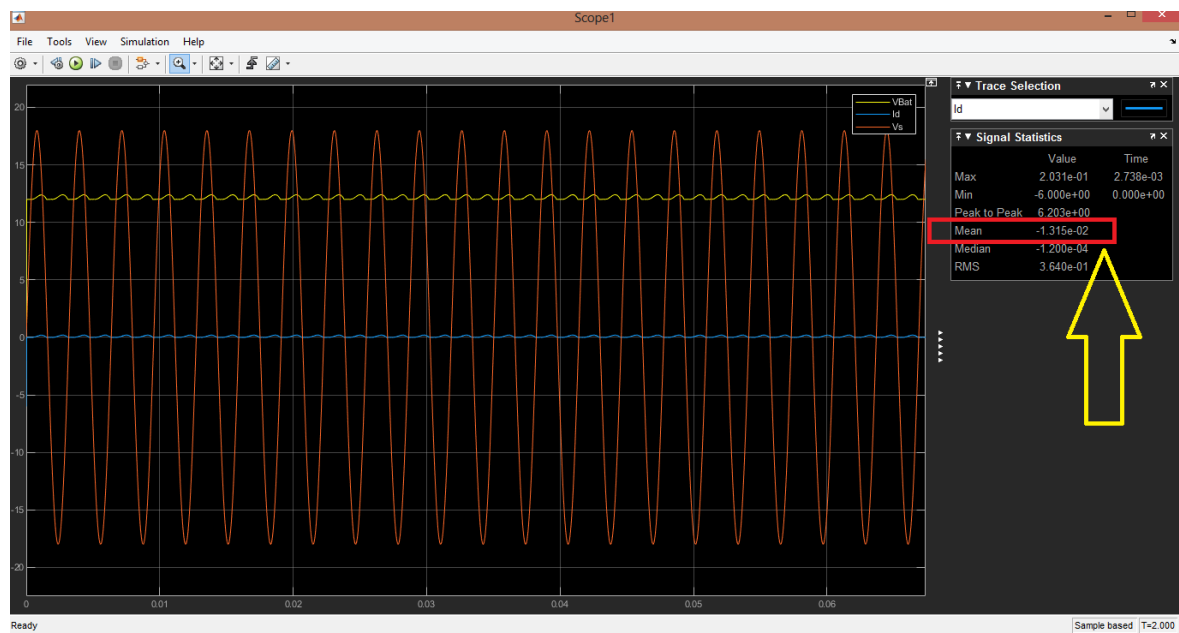 Scope1
File Tools View Simulation Help
VBat
Id
Vs
20
15
10
5
0
-5
-10
-15
-20
0 0.01 0.02 0.03 0.04 0.05 0.06
Trace Selection
Id
Signal Statistics
Value Time
Max 2.031e-01 2.738e-03
Min -6.000e+00 0.000e+00
Peak to Peak 6.203e+00
Mean -1.315e-02
Median -1.200e-04
RMS 3.640e-01
Ready
Sample based T=2.000